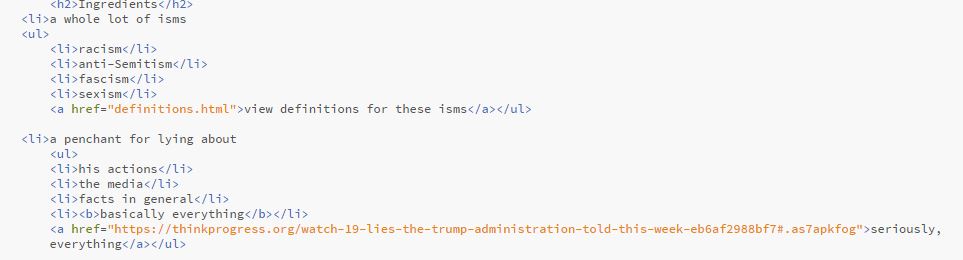 <h2>Ingredients</h2>
<li>a whole lot of isms
<ul>
<li>racism</li>
<li>anti-Semitism</li>
<li>fascism</li>
<li>sexism</li>
<a href="definitions.html">view definitions for these isms</a></ul>
<li>a penchant for lying about
<ul>
<li>his actions</li>
<li>the media</li>
<li>facts in general</li>
<li><b>basically everything</b></li>
<a href="https://thinkprogress.org/watch-19-lies-the-trump-administration-told-this-week-eb6af2988bf7#.as7apkfog">seriously,
everything</a></ul>